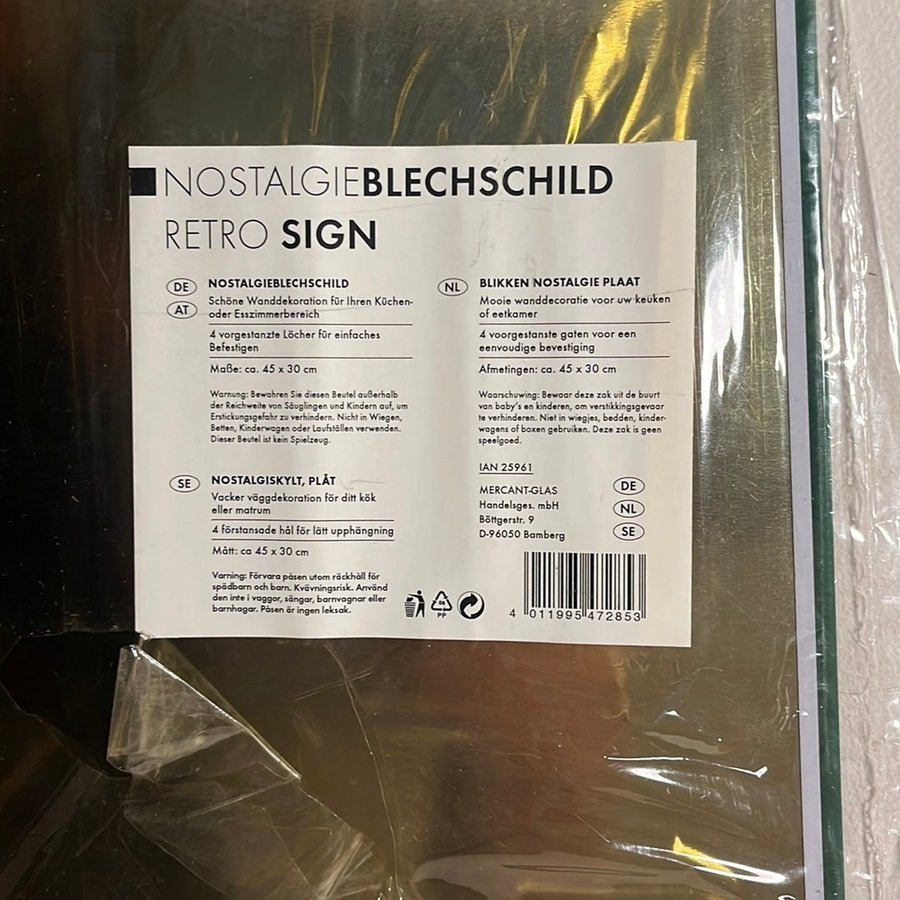 NOSTALGIEBLECHSCHILD
RETRO SIGN
DE
AT
NOSTALGIEBLECHSCHILD
Schöne Wanddekoration für Ihren Küchen-
oder Esszimmerbereich
4 vorgestanzte Löcher für einfaches
Befestigen
Maße: ca. 45 x 30 cm
Warnung: Bewahren Sie diesen Beutel außerhalb
der Reichweite von Säuglingen und Kindern auf, um
Erstickungsgefahr zu verhindern. Nicht in Wiegen,
Betten, Kinderwagen oder Laufställen verwenden.
Dieser Beutel ist kein Spielzeug.
SE
NOSTALGISKYLT, PLÅT
Vacker väggdekoration för ditt kök
eller matrum
4 förstansade hål för lätt upphängning
Mått: ca 45 x 30 cm
Varning: Förvara påsen utom räckhåll för
spädbarn och barn. Kvävningsrisk. Använd
den inte i vaggor, sängar, barnvagnar eller
barnhagar. Påsen är ingen leksak.
NL
BLIKKEN NOSTALGIE PLAAT
Mooie wanddecoratie voor uw keuken
of eetkamer
4 voorgestanste gaten voor een
eenvoudige bevestiging
Afmetingen: ca. 45 x 30 cm
Waarschuwing: Bewaar deze zak uit de buurt
van baby's en kinderen, om verstikkingsgevaar
te verhinderen. Niet in wiegjes, bedden, kinder-
wagens of boxen gebruiken. Deze zak is geen
speelgoed.
IAN 25961
MERCANT-GLAS
Handelsges. mbH
Böttgerstr. 9
D-96050 Bamberg
DE
NL
SE
06
PP
4 011995 472853